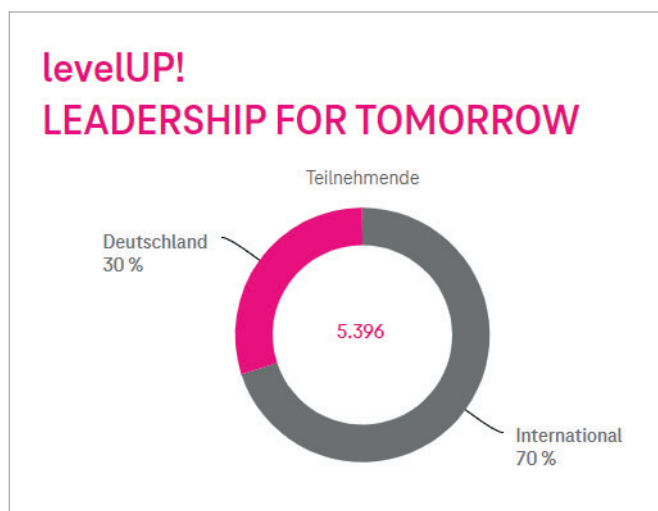 levelUP!
LEADERSHIP FOR TOMORROW
Teilnehmende
Deutschland
30 %
5.396
International
70 %